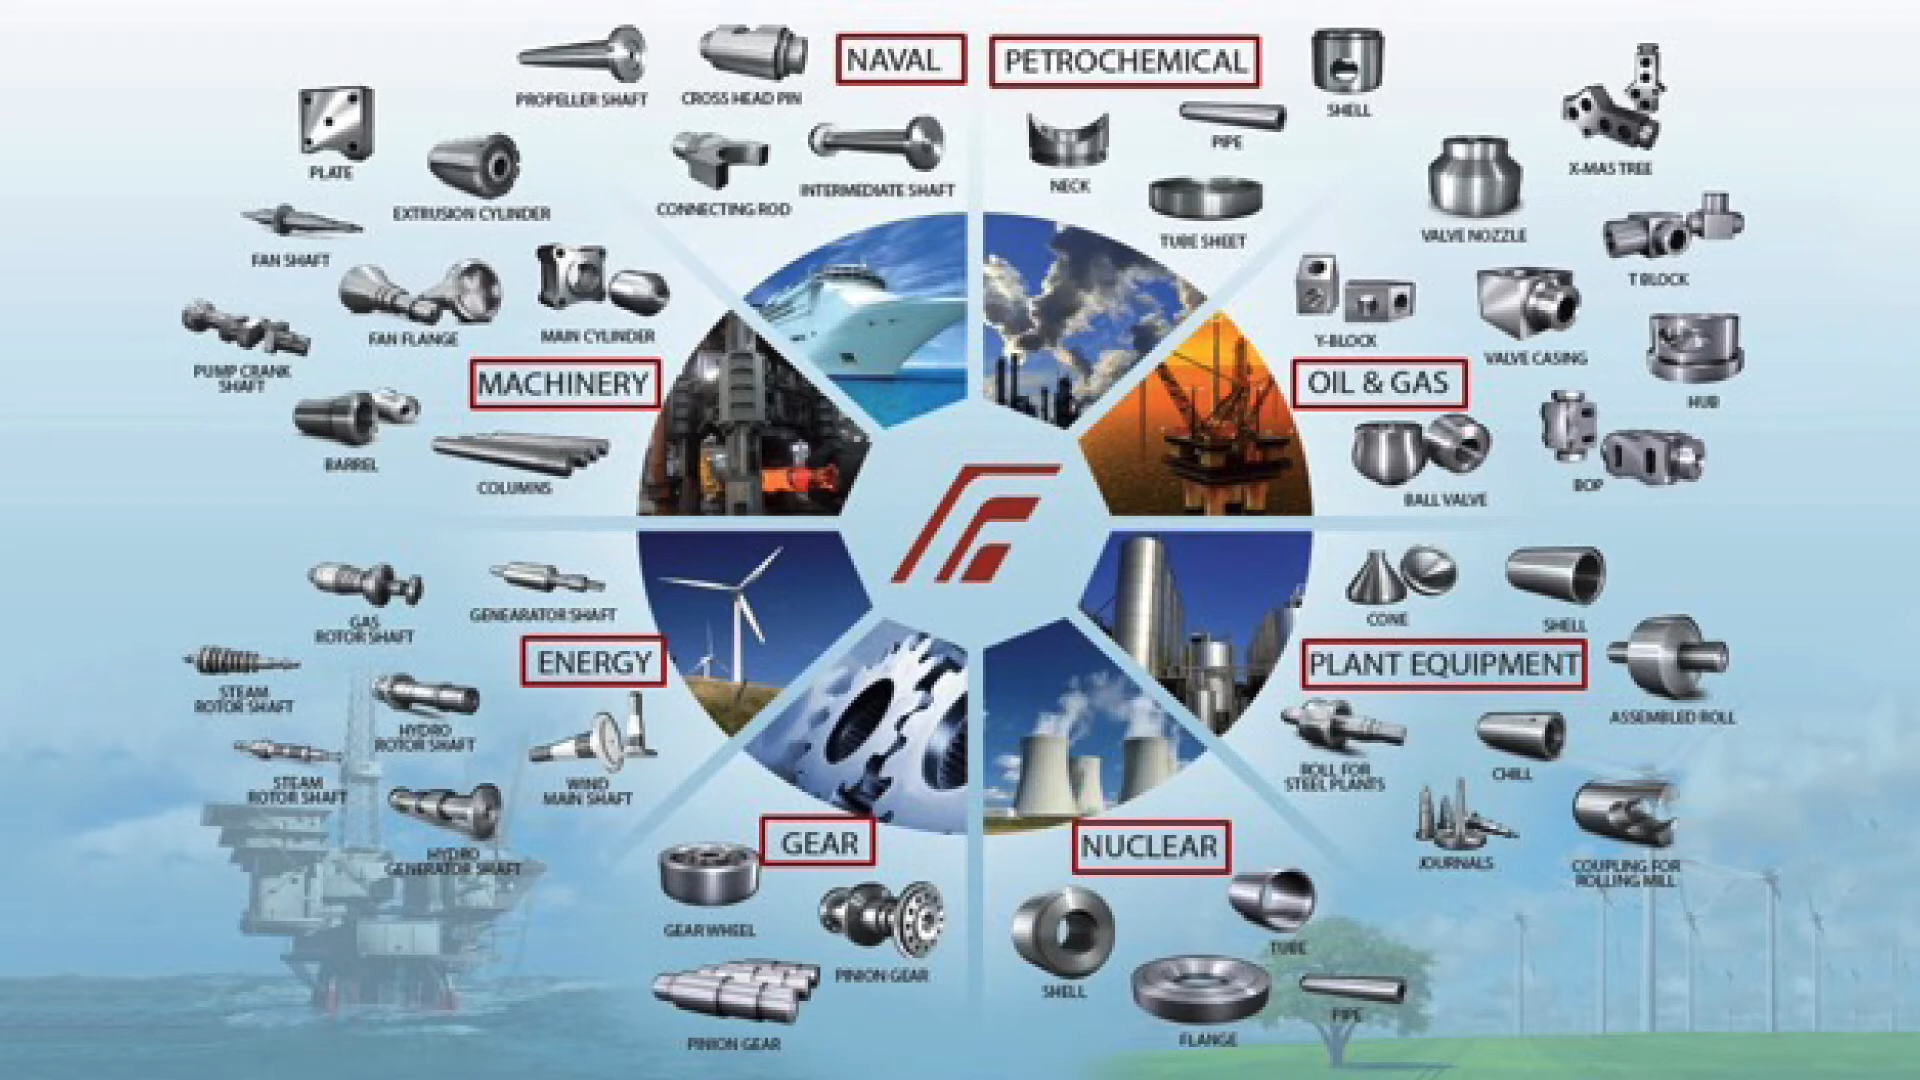 NAVAL
PROPELLER SHAFT
CROSS HEAD PIN
CONNECTING ROD
INTERMEDIATE SHAFT
PETROCHEMICAL
SHELL
PIPE
NECK
TUBE SHEET
X-MAS TREE
VALVE NOZZLE
T BLOCK
Y-BLOCK
VALVE CASING
OIL & GAS
HUB
BALL VALVE
BOP
PLATE
EXTRUSION CYLINDER
FAN SHAFT
FAN FLANGE
MAIN CYLINDER
PUMP CRANK
SHAFT
MACHINERY
BARREL
COLUMNS
GAS
ROTOR SHAFT
GENEARATOR SHAFT
ENERGY
STEAM
ROTOR SHAFT
HYDRO
ROTOR SHAFT
STEAM
ROTOR SHAFT
WIND
MAIN SHAFT
HYDRO
GENERATOR SHAFT
CONE
SHELL
PLANT EQUIPMENT
ASSEMBLED ROLL
ROLL FOR
STEEL PLANTS
CHILL
JOURNALS
COUPLING FOR
ROLLING MILL
GEAR
GEAR WHEEL
PINION GEAR
PINION GEAR
NUCLEAR
TUBE
SHELL
PIPE
FLANGE